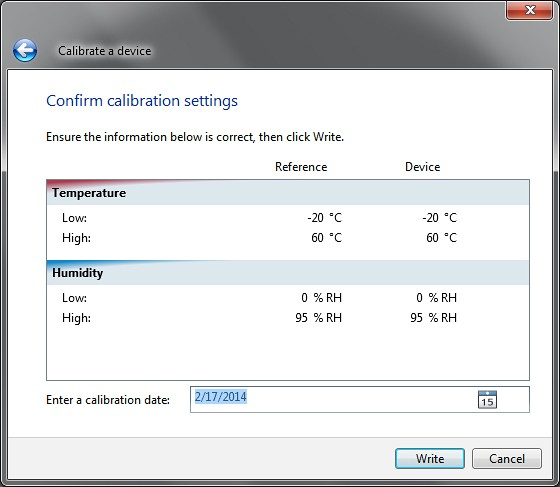 Calibrate a device
Confirm calibration settings
Ensure the information below is correct, then click Write.
Reference Device
Temperature
Low: -20 °C -20 °C
High: 60 °C 60 °C
Humidity
Low: 0 % RH 0 % RH
High: 95 % RH 95 % RH
Enter a calibration date: 2/17/2014 15
Write Cancel